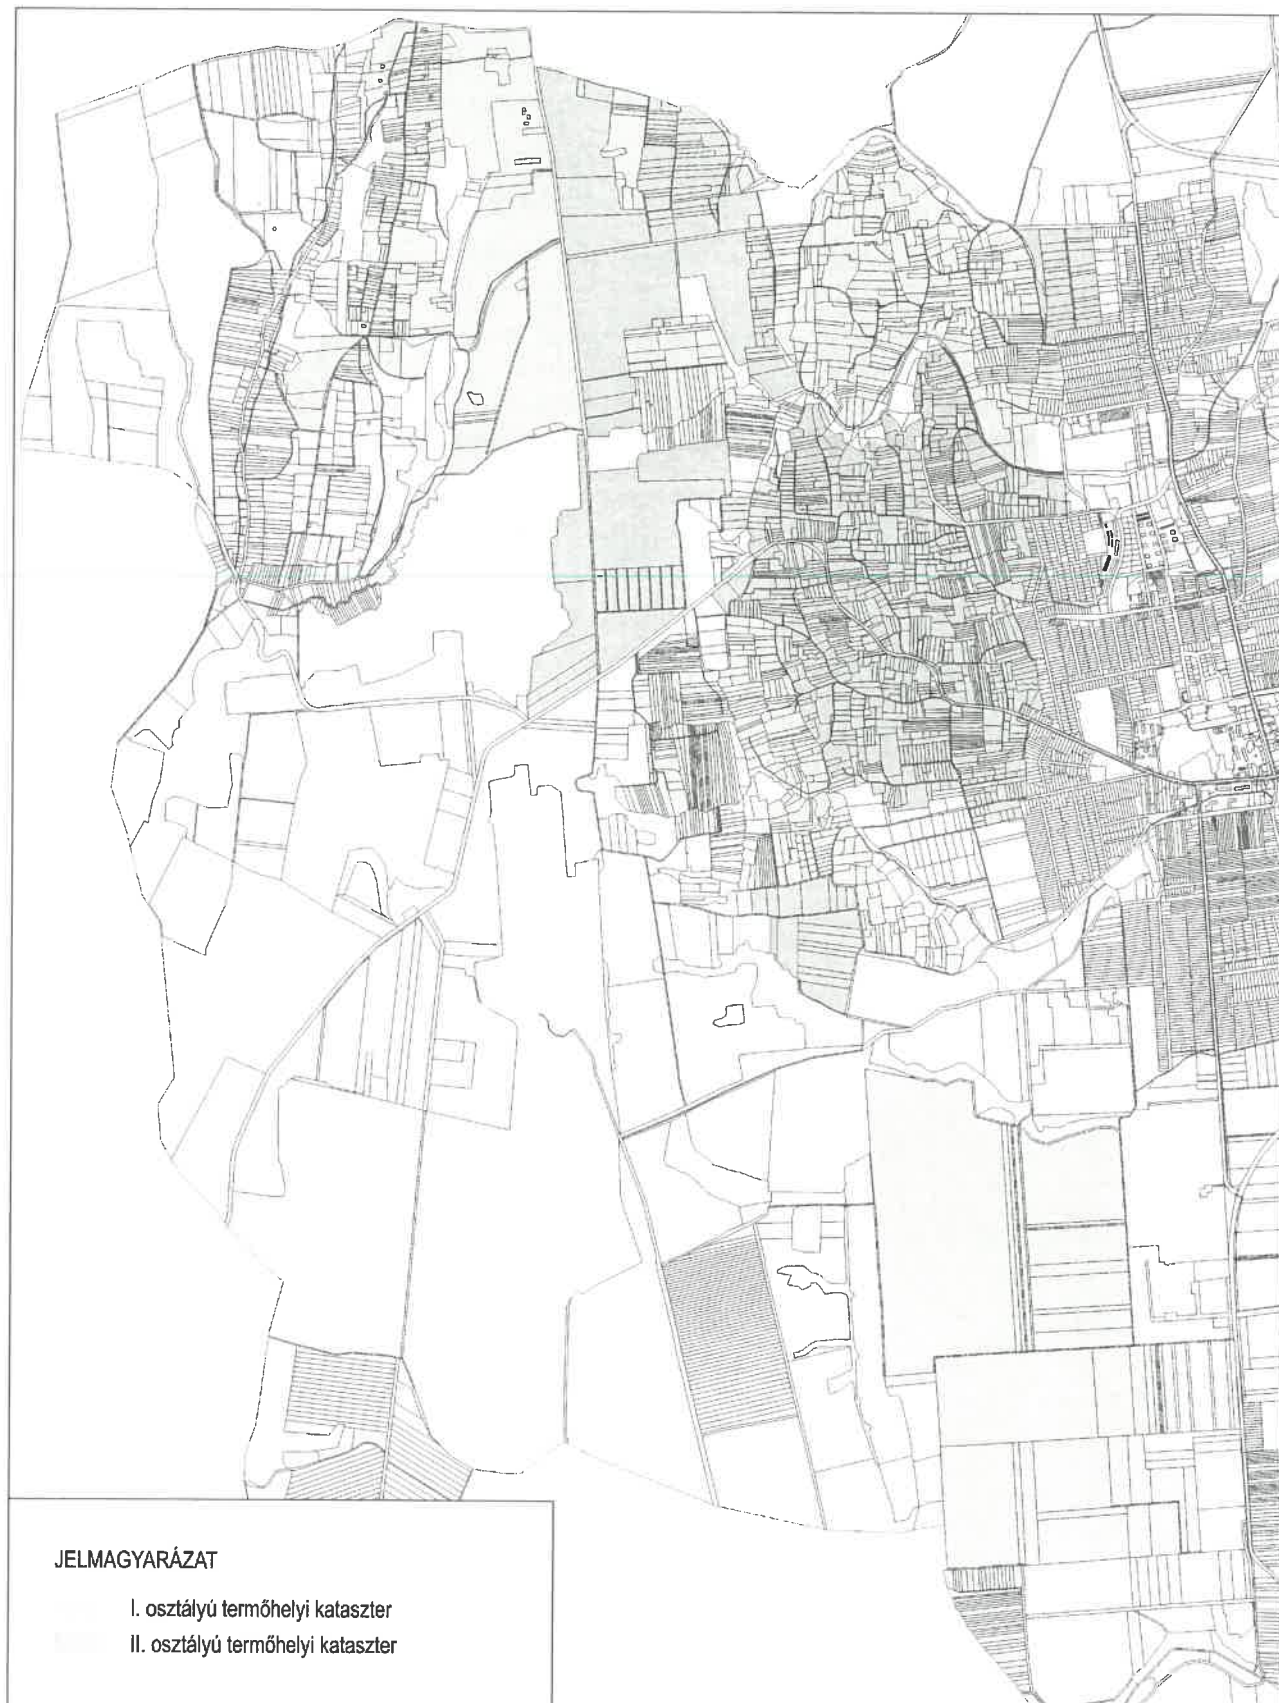 JELMAGYARÁZAT
I. osztályú termőhelyi kataszter
II. osztályú termőhelyi kataszter